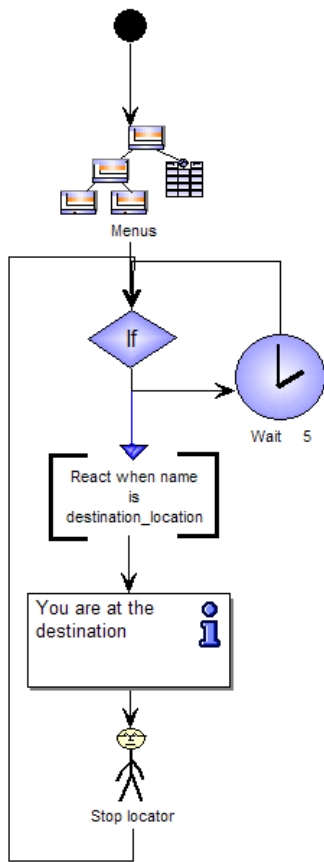 Menus
If
Wait 5
React when name
is
destination_location
You are at the
destination
Stop locator